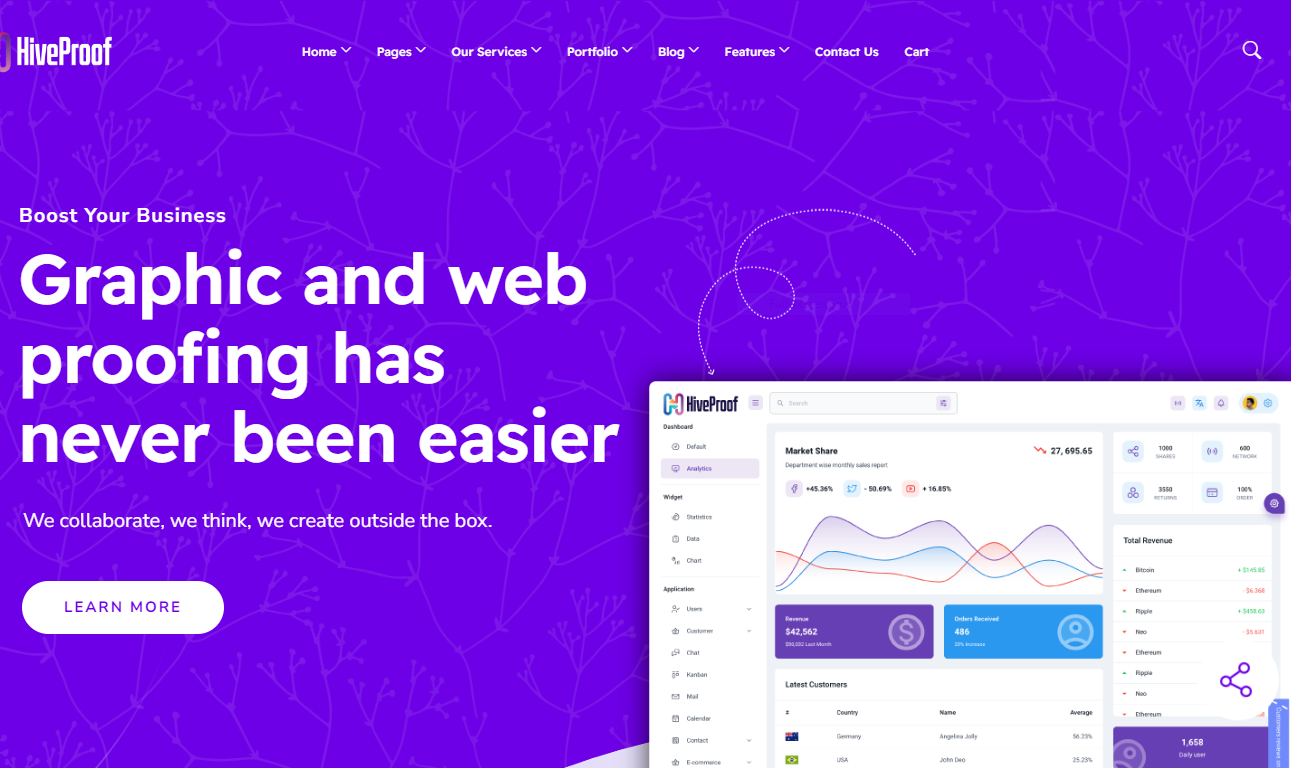 HiveProof
Home Pages Our Services Portfolio Blog Features Contact Us Cart
Boost Your Business
Graphic and web
proofing has
never been easier
We collaborate, we think, we create outside the box.
LEARN MORE
HiveProof
Search
Dashboard
Default
Analytics
Widget
Statistics
Data
Chart
Application
Users
Customer
Chat
Kanban
Mail
Calendar
Contact
E-commerce
Market Share
27, 695.65
Department wise monthly sales report
+45.36% - 50.69% + 16.85%
1000
SHARES
600
NETWORK
3550
RETURNS
100%
ORDER
Revenue
$42,562
Orders Received
486
Total Revenue
Bitcoin + $145.85
Ethereum - $6.368
Ripple + $458.63
Neo - $5.631
Ethereum
Ripple
Neo
Ethereum
Latest Customers
# Country Name Average
Germany Angelina Jolly 56.23%
USA John Deo 25.23%
1,658
Daily user